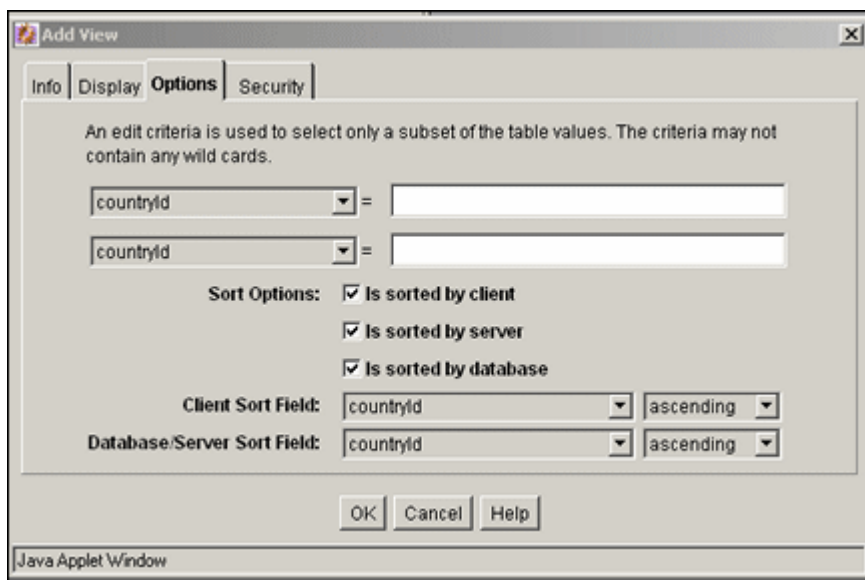 Add View
Info Display Options Security
An edit criteria is used to select only a subset of the table values. The criteria may not
contain any wild cards.
countryId =
countryId =
Sort Options: Is sorted by client
Is sorted by server
Is sorted by database
Client Sort Field: countryId ascending
Database/Server Sort Field: countryId ascending
OK Cancel Help
Java Applet Window